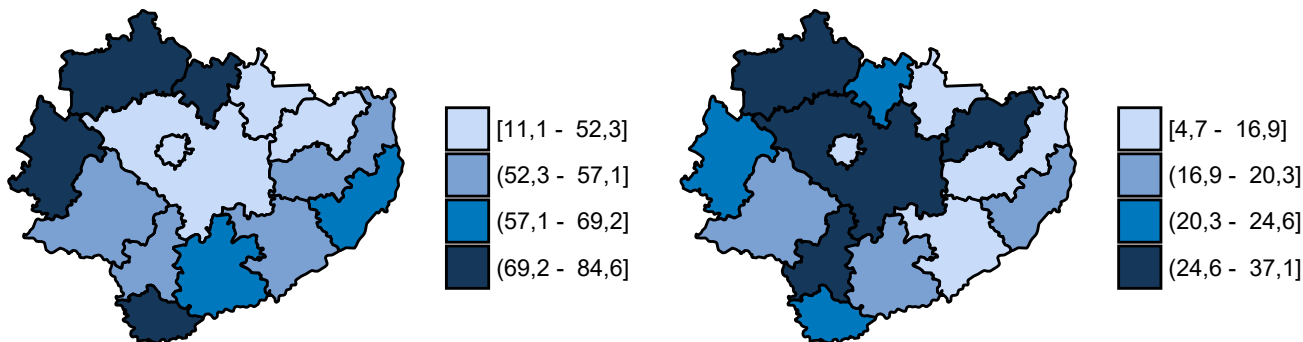 [11,1 - 52,3]
(52,3 - 57,1]
(57,1 - 69,2]
(69,2 - 84,6]
[4,7 - 16,9]
(16,9 - 20,3]
(20,3 - 24,6]
(24,6 - 37,1]